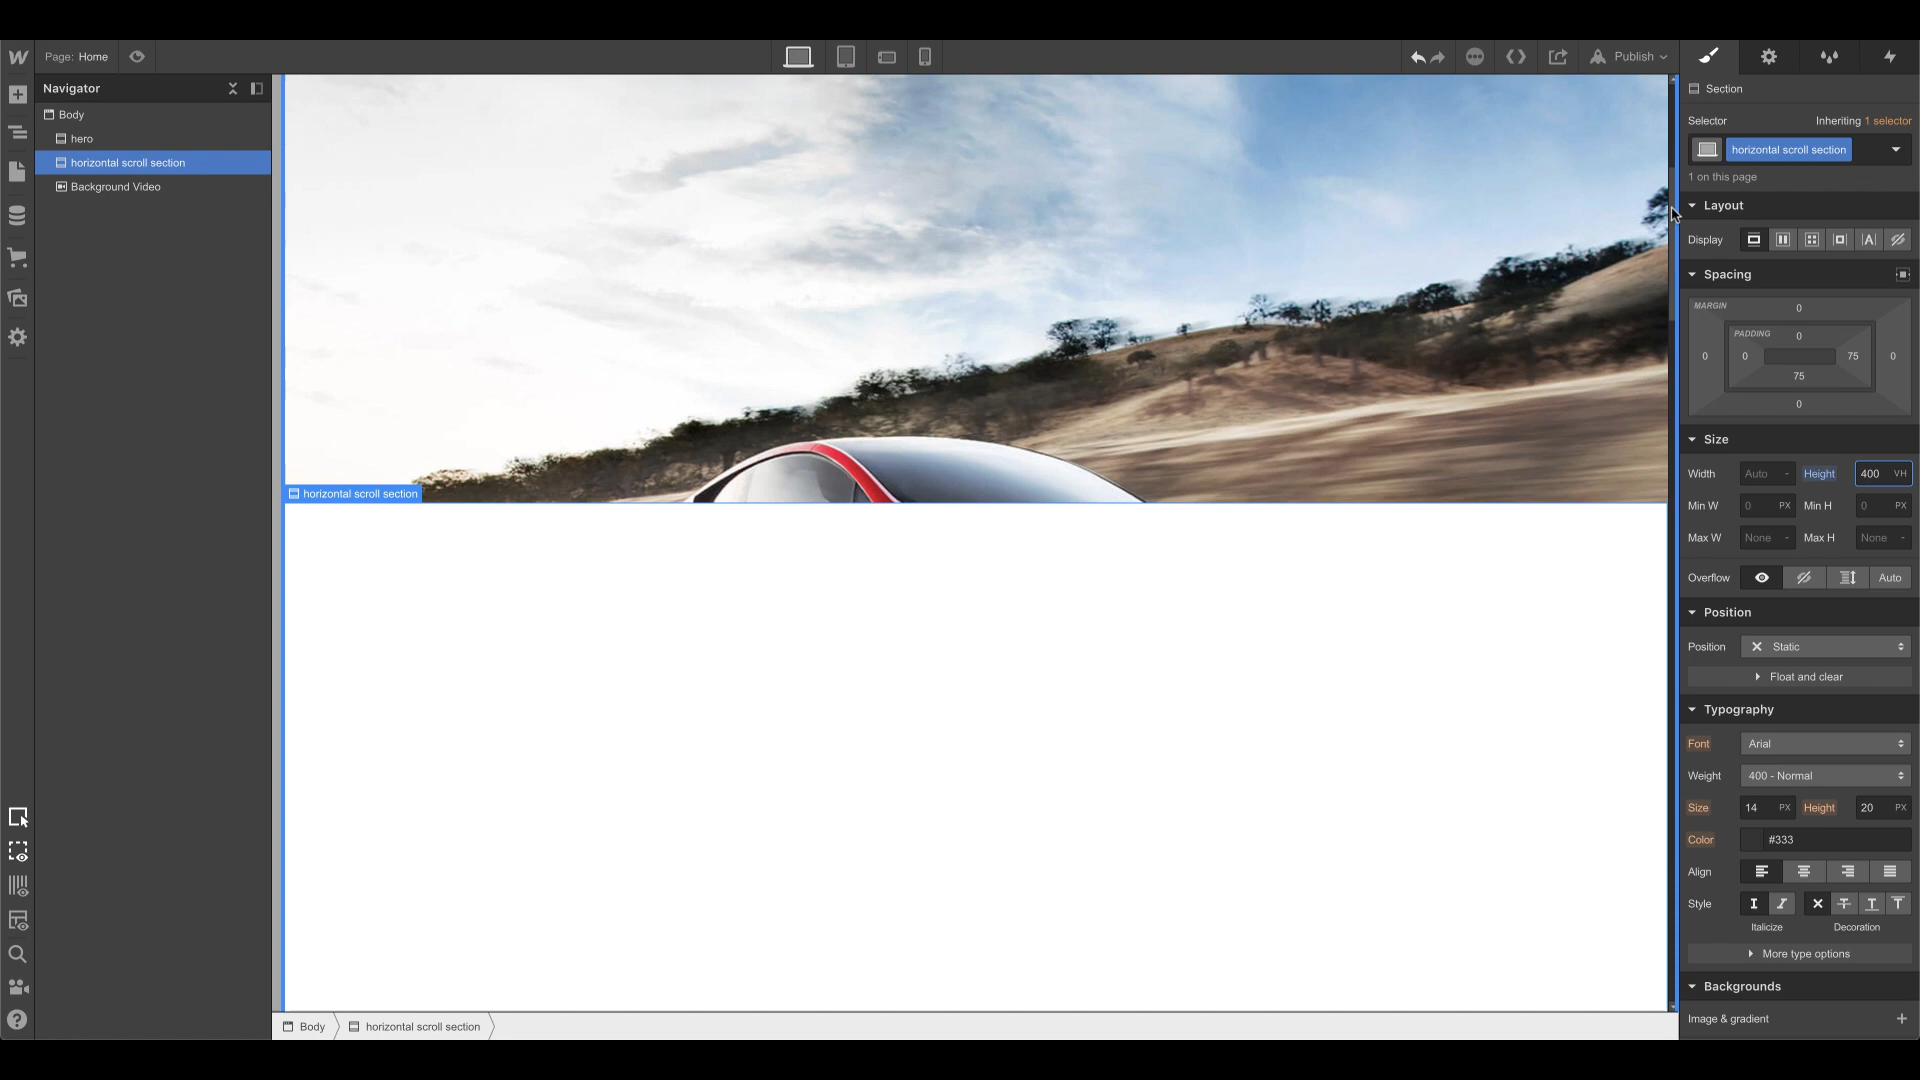 Page: Home
Publish
Navigator
Body
hero
horizontal scroll section
Background Video
horizontal scroll section
Body
horizontal scroll section
Section
Selector
Inheriting 1 selector
horizontal scroll section
1 on this page
Layout
Display
Spacing
MARGIN
0
PADDING
0
0 0 75 0
75
0
Size
Width Auto - Height 400 VH
Min W 0 PX Min H 0 PX
Max W None - Max H None -
Overflow Auto
Position
Position Static
Float and clear
Typography
Font Arial
Weight 400 - Normal
Size 14 PX Height 20 PX
Color #333
Align
Style
Italicize Decoration
More type options
Backgrounds
Image & gradient